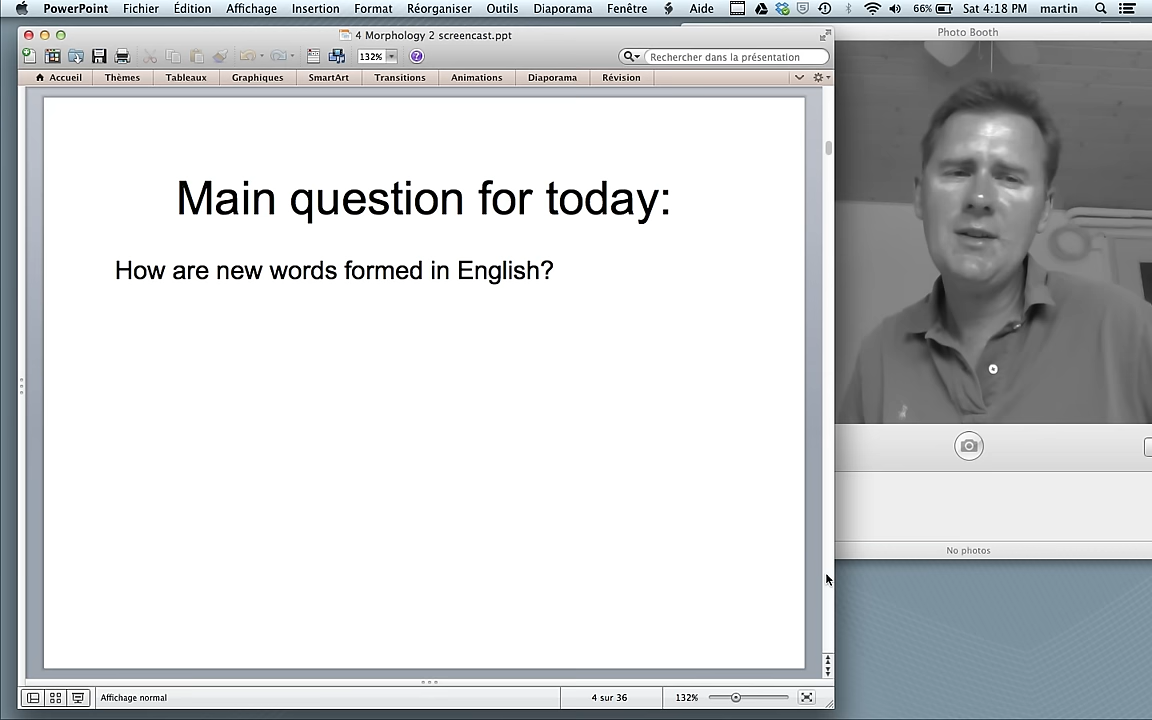 PowerPoint Fichier Édition Affichage Insertion Format Réorganiser Outils Diaporama Fenêtre Aide 66% Sat 4:18 PM martin
4 Morphology 2 screencast.ppt
Photo Booth
132% Rechercher dans la présentation
Accueil Thèmes Tableaux Graphiques SmartArt Transitions Animations Diaporama Révision
Main question for today:
How are new words formed in English?
No photos
Affichage normal 4 sur 36 132%